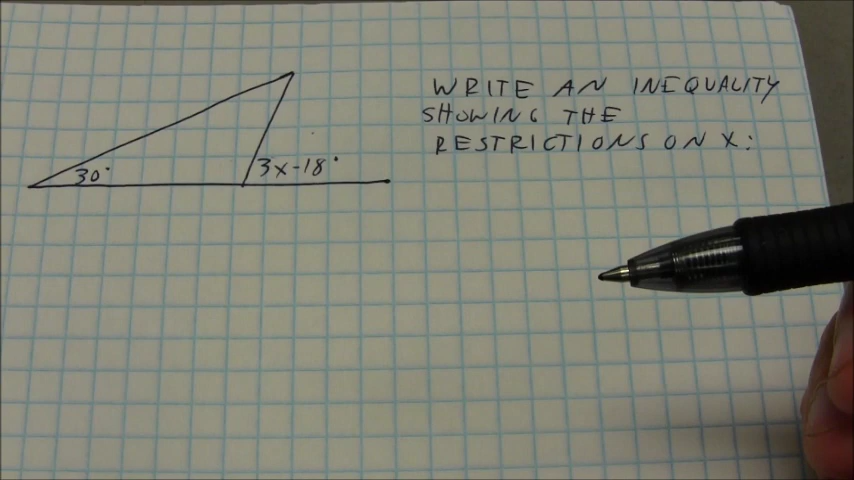 WRITE AN INEQUALITY
SHOWING THE
RESTRICTIONS ON X:
30°
3x-18°